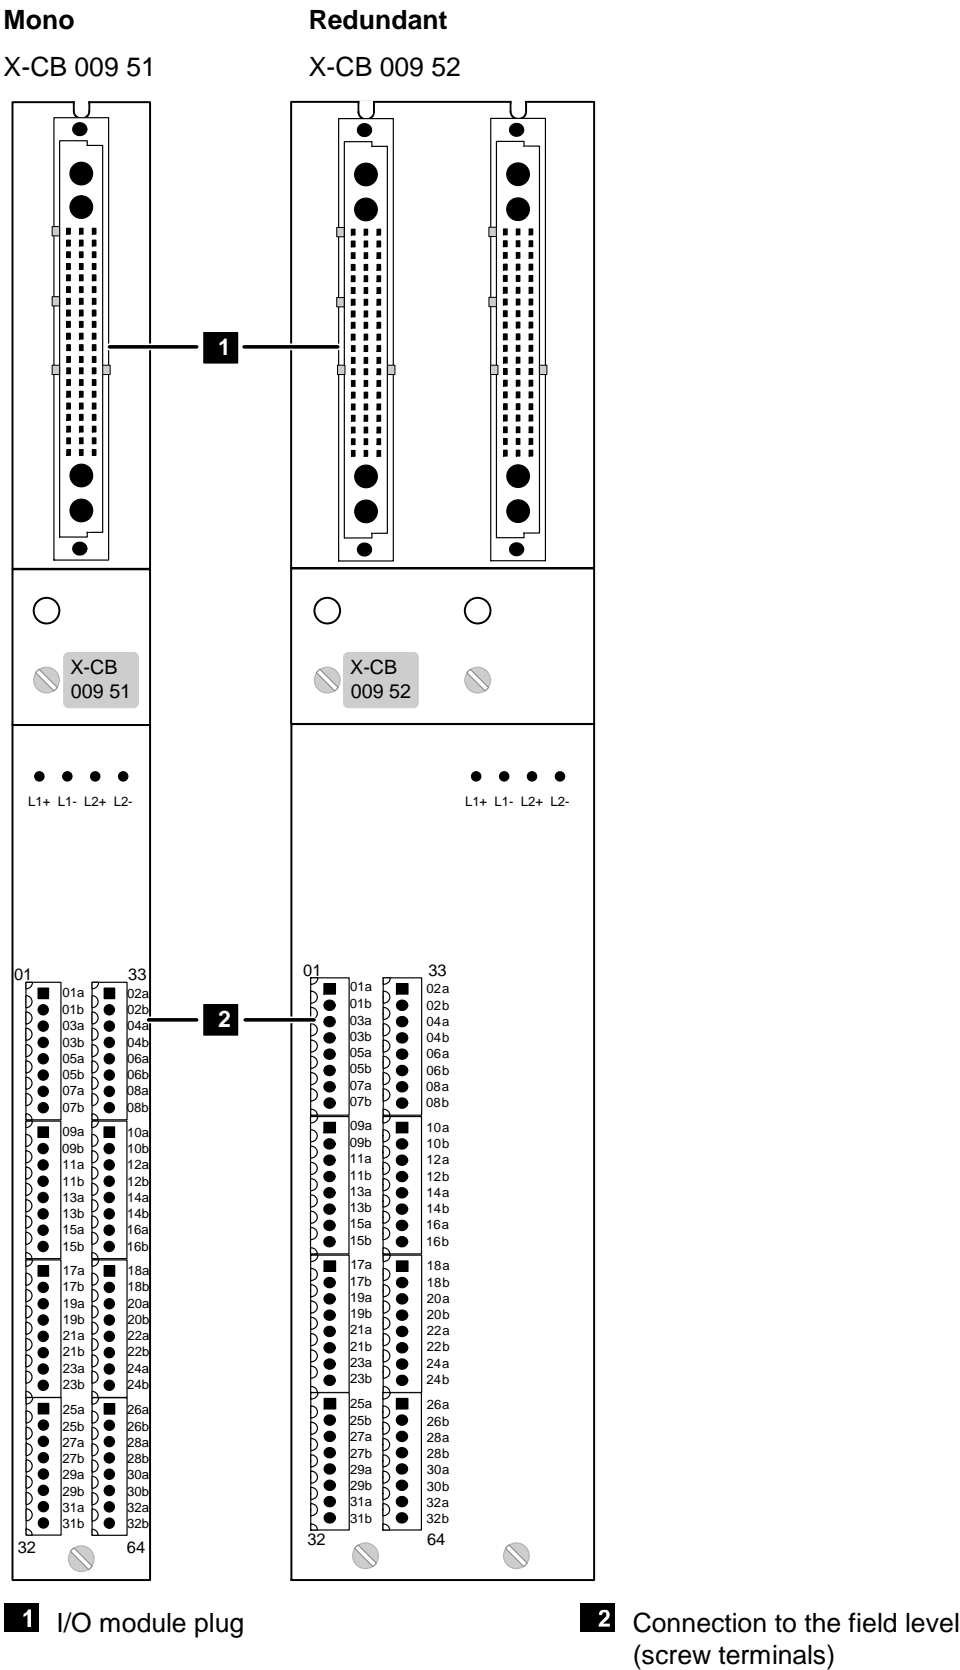 Mono Redundant
X-CB 009 51 X-CB 009 52
1
X-CB
009 51
X-CB
009 52
L1+ L1- L2+ L2-
L1+ L1- L2+ L2-
01 33
01a 02a
01b 02b
03a 04a
03b 04b
05a 06a
05b 06b
07a 08a
07b 08b
09a 10a
09b 10b
11a 12a
11b 12b
13a 14a
13b 14b
15a 16a
15b 16b
17a 18a
17b 18b
19a 20a
19b 20b
21a 22a
21b 22b
23a 24a
23b 24b
25a 26a
25b 26b
27a 28a
27b 28b
29a 30a
29b 30b
31a 32a
31b 32b
32 64
2
01 33
01a 02a
01b 02b
03a 04a
03b 04b
05a 06a
05b 06b
07a 08a
07b 08b
09a 10a
09b 10b
11a 12a
11b 12b
13a 14a
13b 14b
15a 16a
15b 16b
17a 18a
17b 18b
19a 20a
19b 20b
21a 22a
21b 22b
23a 24a
23b 24b
25a 26a
25b 26b
27a 28a
27b 28b
29a 30a
29b 30b
31a 32a
31b 32b
32 64
1 I/O module plug
2 Connection to the field level
(screw terminals)